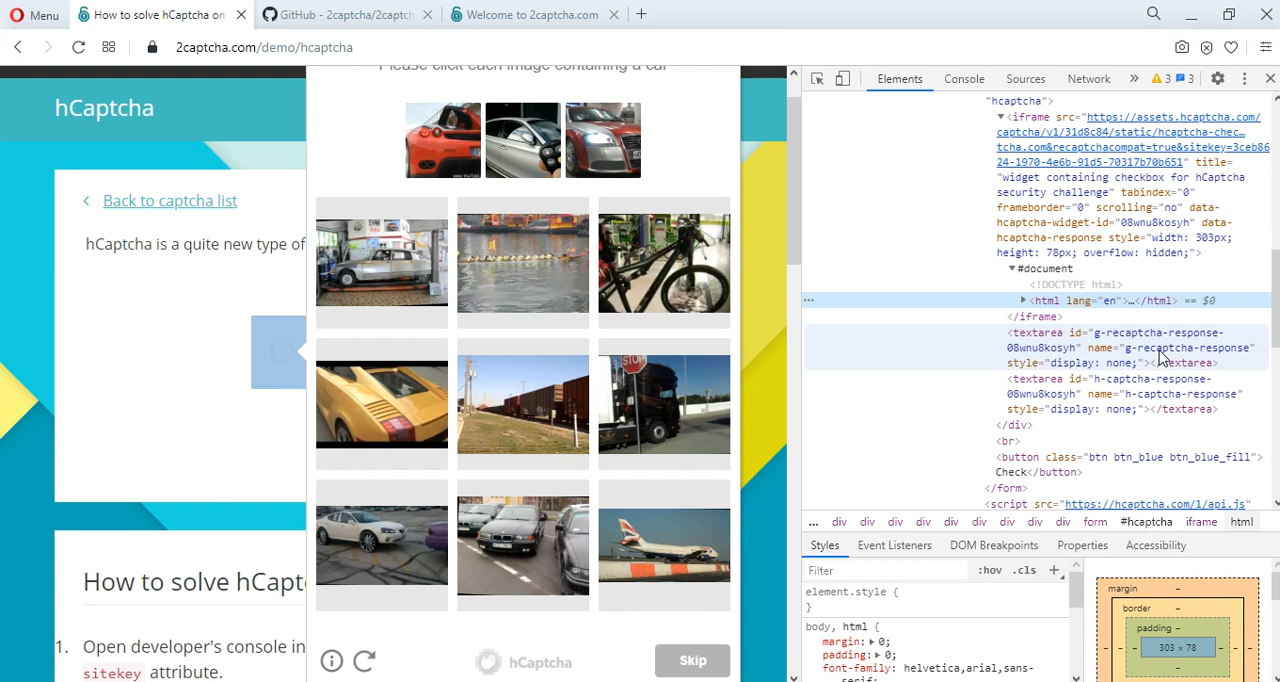 Menu
How to solve hCaptcha on
GitHub - 2captcha/2captch
Welcome to 2captcha.com
2captcha.com/demo/hcaptcha
hCaptcha
Back to captcha list
hCaptcha is a quite new type of
How to solve hCapt
1. Open developer's console in
sitekey attribute.
Please click each image containing a car
STOP
hCaptcha
Skip
Elements
Console
Sources
Network
3
3
"hcaptcha">
<iframe src="https://assets.hcaptcha.com/
captcha/v1/31d8c84/static/hcaptcha-chec…
tcha.com&recaptchacompat=true&sitekey=3ceb86
24-1970-4e6b-91d5-70317b70b651" title=
"widget containing checkbox for hCaptcha
security challenge" tabindex="0"
frameborder="0" scrolling="no" data-
hcaptcha-widget-id="08wnu8kosyh" data-
hcaptcha-response style="width: 303px;
height: 78px; overflow: hidden;">
#document
<!DOCTYPE html>
<html lang="en">…</html> == $0
</iframe>
<textarea id="g-recaptcha-response-
08wnu8kosyh" name="g-recaptcha-response"
style="display: none;"></textarea>
<textarea id="h-captcha-response-
08wnu8kosyh" name="h-captcha-response"
style="display: none;"></textarea>
</div>
<br>
<button class="btn btn_blue btn_blue_fill">
Check</button>
</form>
<script src="https://hcaptcha.com/1/api.js"
... div div div div div div div div div form #hcaptcha iframe html
Styles
Event Listeners
DOM Breakpoints
Properties
Accessibility
Filter
:hov .cls +
element.style {
}
body, html {
margin: 0;
padding: 0;
font-family: helvetica,arial,sans-
serif;
margin -
border -
padding -
303 × 78